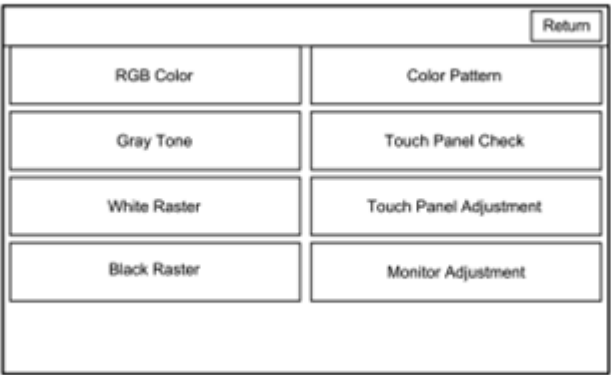 Return
RGB Color
Color Pattern
Gray Tone
Touch Panel Check
White Raster
Touch Panel Adjustment
Black Raster
Monitor Adjustment